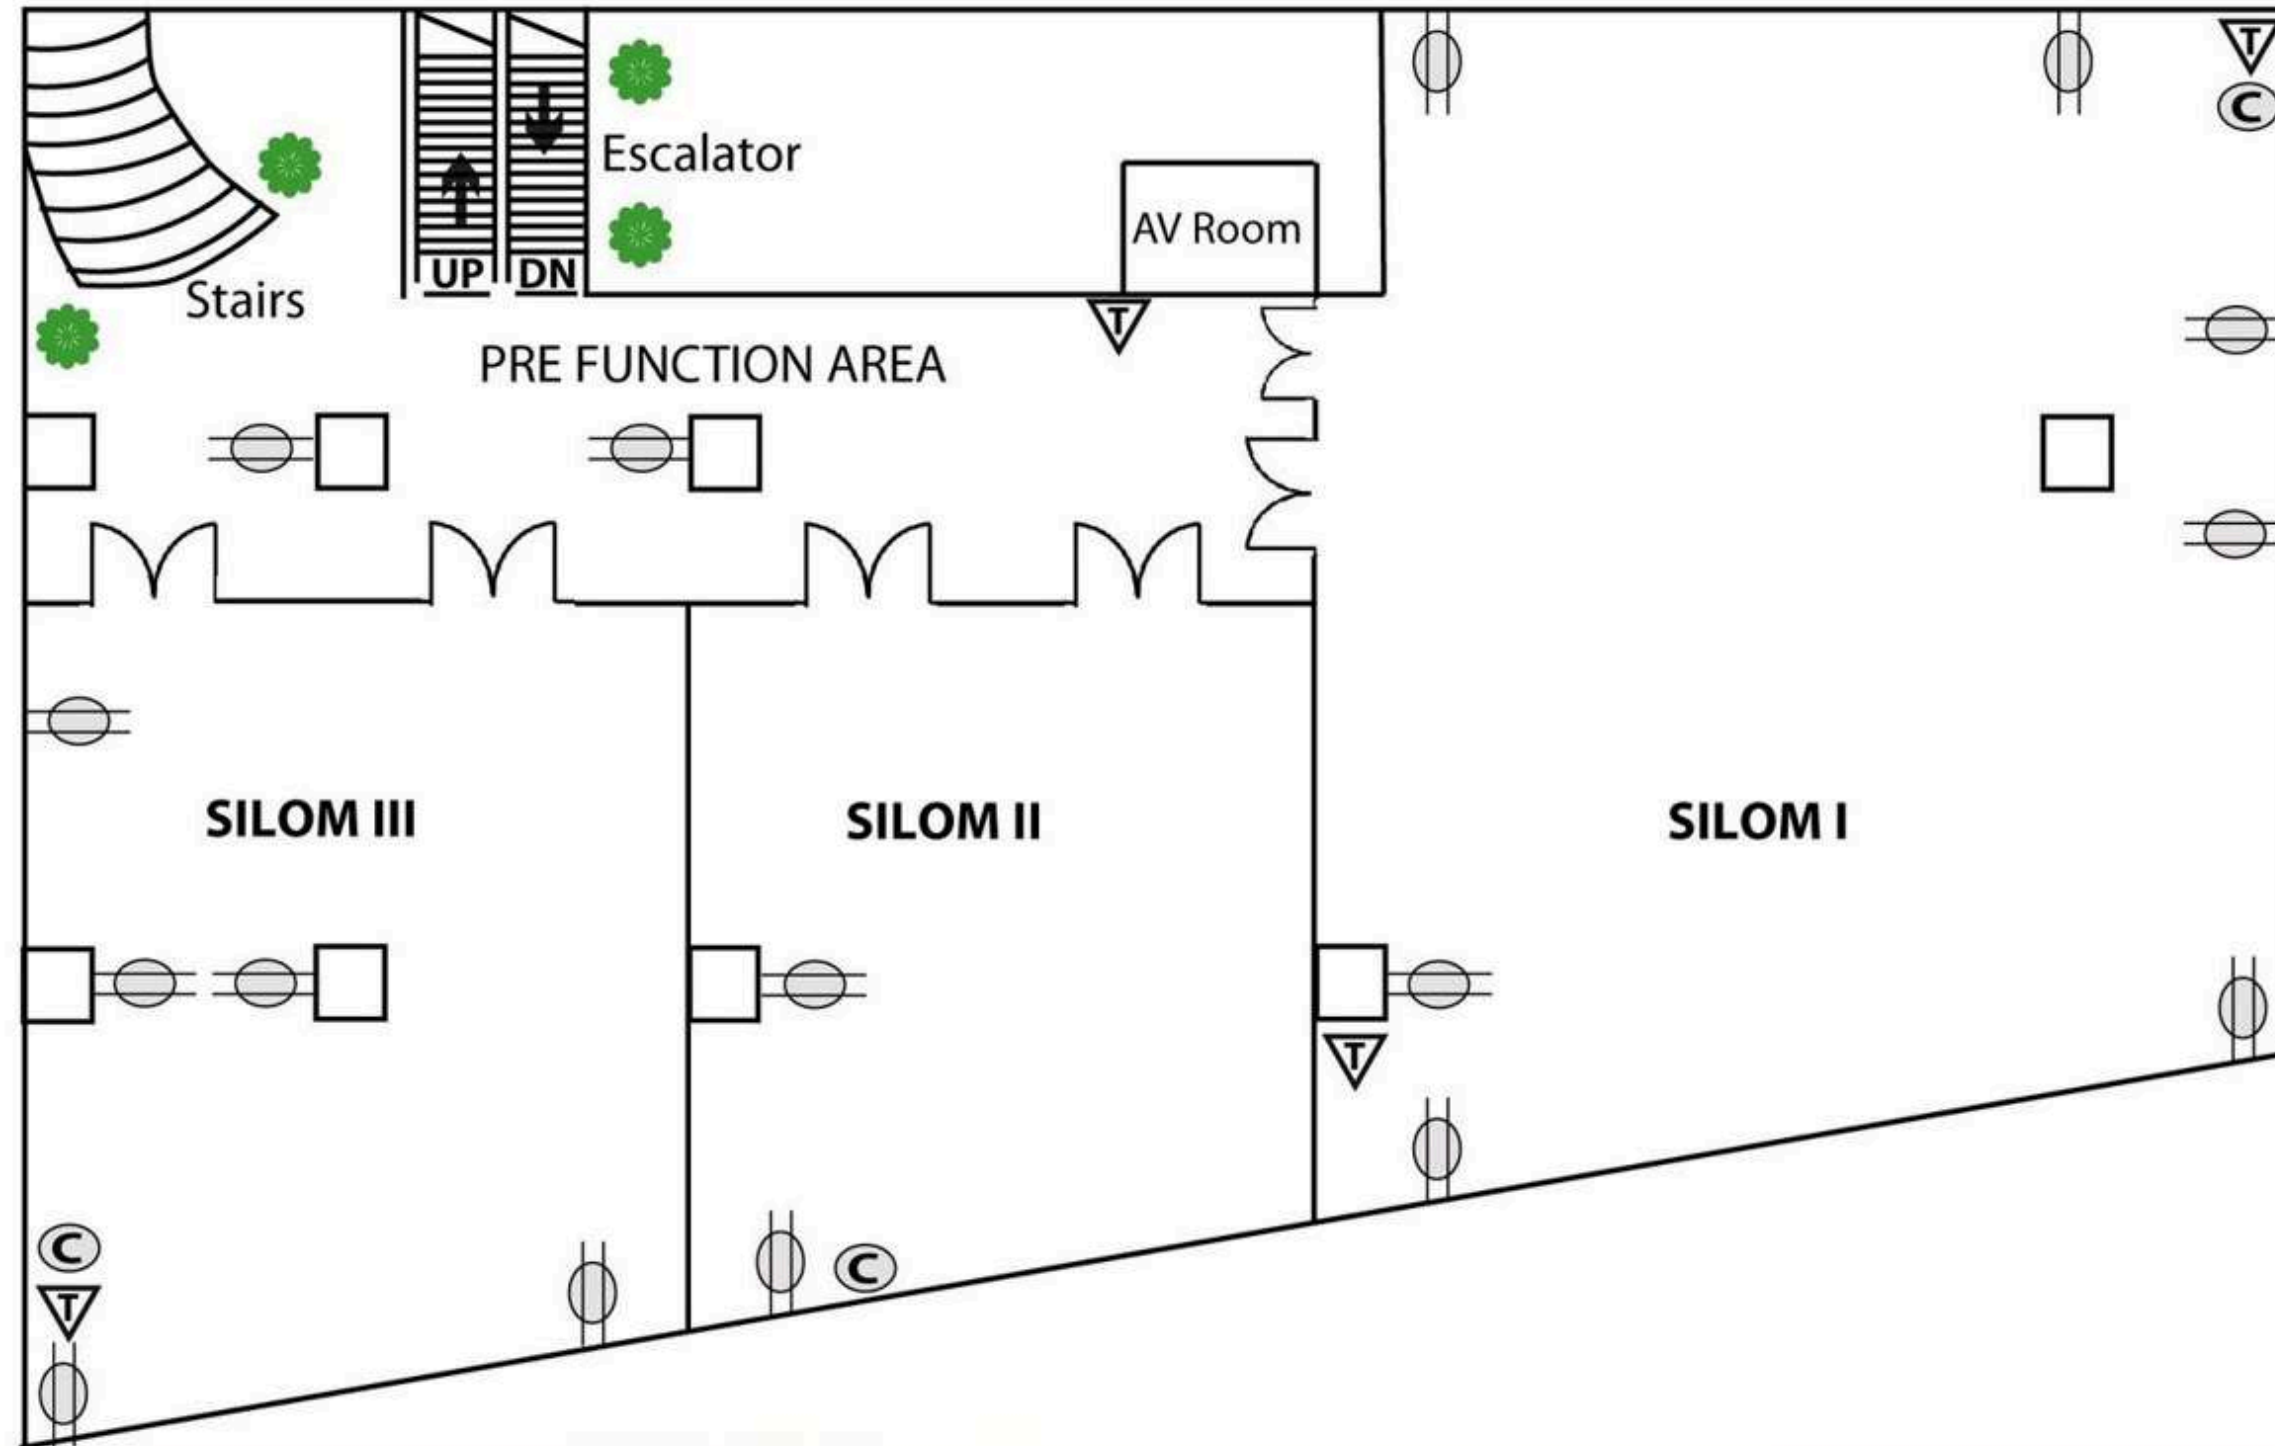 T
C
Escalator
AV Room
UP DN
Stairs
T
PRE FUNCTION AREA
SILOM III
SILOM II
SILOM I
T
C
C
T